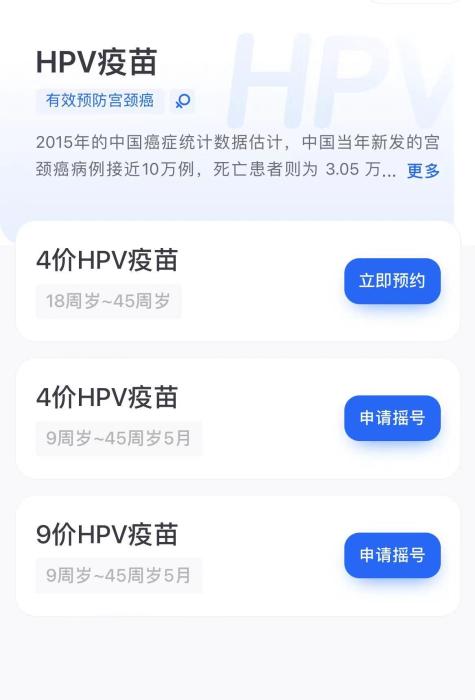 HPV疫苗
有效预防宫颈癌
2015年的中国癌症统计数据估计，中国当年新发的宫
颈癌病例接近10万例，死亡患者则为 3.05 万... 更多
4价HPV疫苗
立即预约
18周岁~45周岁
4价HPV疫苗
申请摇号
9周岁~45周岁5月
9价HPV疫苗
申请摇号
9周岁~45周岁5月